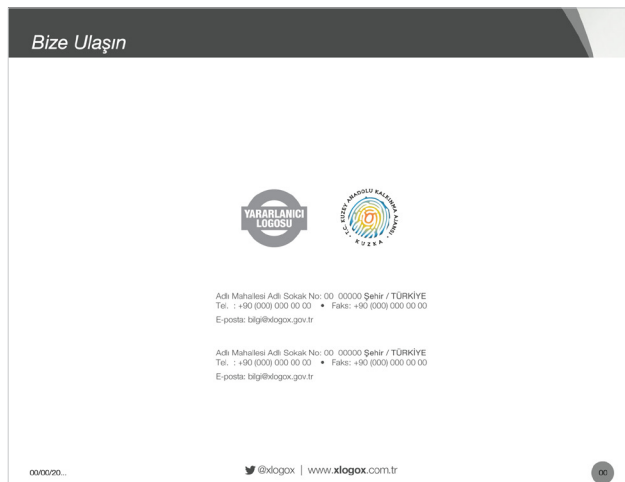 Bize Ulaşın
YARARLANICI
LOGOSU
T.C. KUZEY ANADOLU KALKINMA AJANSI
KUZKA
Adlı Mahallesi Adlı Sokak No: 00 00000 Şehir / TÜRKİYE
Tel. : +90 (000) 000 00 00 • Faks: +90 (000) 000 00 00
E-posta: bilgi@xlogox.gov.tr
Adlı Mahallesi Adlı Sokak No: 00 00000 Şehir / TÜRKİYE
Tel. : +90 (000) 000 00 00 • Faks: +90 (000) 000 00 00
E-posta: bilgi@xlogox.gov.tr
00/00/20...
@xlogox | www.xlogox.com.tr
00